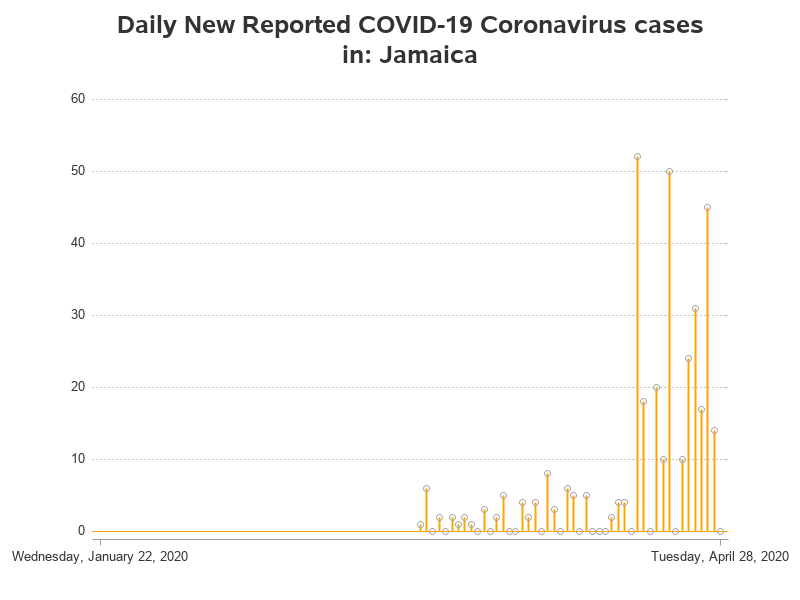 Daily New Reported COVID-19 Coronavirus cases
in: Jamaica
60
50
40
30
20
10
0
Wednesday, January 22, 2020
Tuesday, April 28, 2020